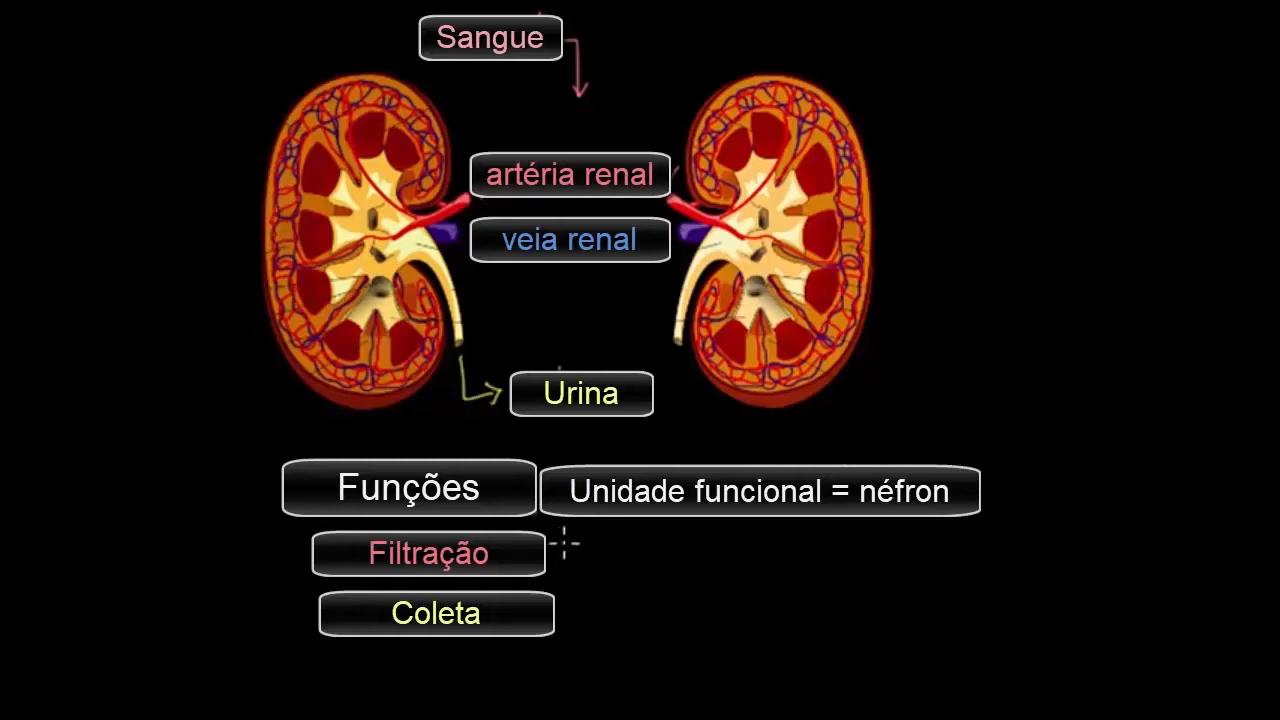 Sangue
artéria renal
veia renal
Urina
Funções
Unidade funcional = néfron
Filtração
Coleta